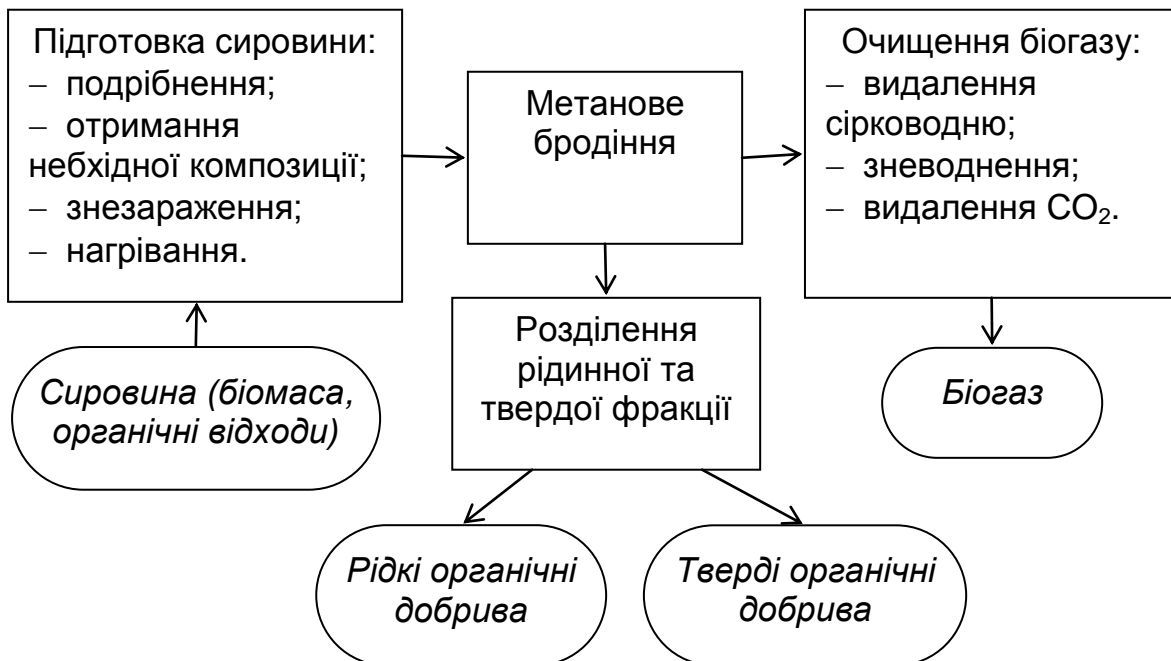 Підготовка сировини:
– подрібнення;
– отримання
небхідної композиції;
– знезараження;
– нагрівання.
Метанове
бродіння
Очищення біогазу:
– видалення
сірководню;
– зневоднення;
– видалення CO₂.
Сировина (біомаса,
органічні відходи)
Розділення
рідинної та
твердої фракції
Біогаз
Рідкі органічні
добрива
Тверді органічні
добрива